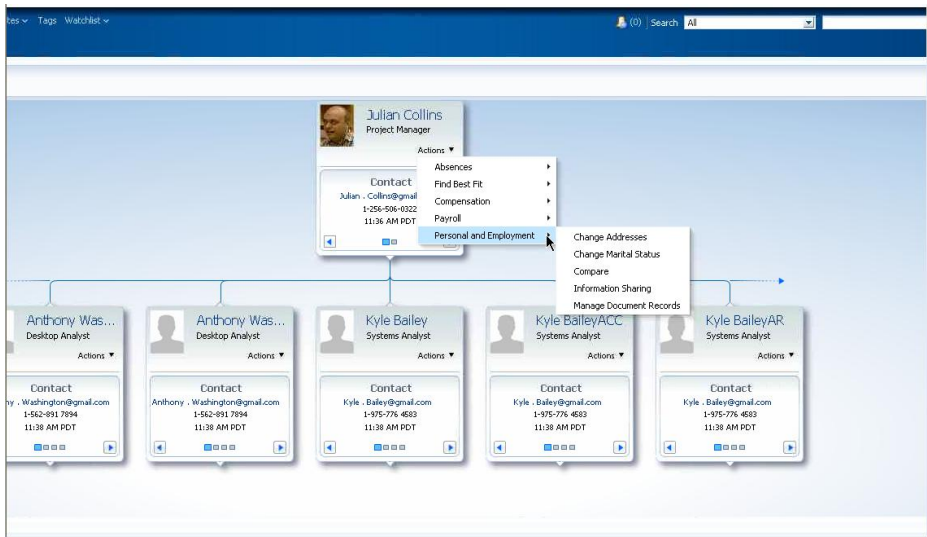 tes Tags Watchlist (0) Search All
Julian Collins
Project Manager
Actions
Absences
Find Best Fit
Compensation
Payroll
Personal and Employment
Contact
Julian . Collins@gmail
1-256-506-0322
11:36 AM PDT
Change Addresses
Change Marital Status
Compare
Information Sharing
Manage Document Records
Anthony Was...
Desktop Analyst
Actions
Contact
ny . Washington@gmail.com
1-562-891 7894
11:38 AM PDT
Anthony Was...
Desktop Analyst
Actions
Contact
Anthony . Washington@gmail.com
1-562-891 7894
11:38 AM PDT
Kyle Bailey
Systems Analyst
Actions
Contact
Kyle . Bailey@gmail.com
1-975-776 4583
11:38 AM PDT
Kyle BaileyACC
Systems Analyst
Actions
Contact
Kyle . Bailey@gmail.com
1-975-776 4583
11:38 AM PDT
Kyle BaileyAR
Systems Analyst
Actions
Contact
Kyle . Bailey@gmail.com
1-975-776 4583
11:38 AM PDT